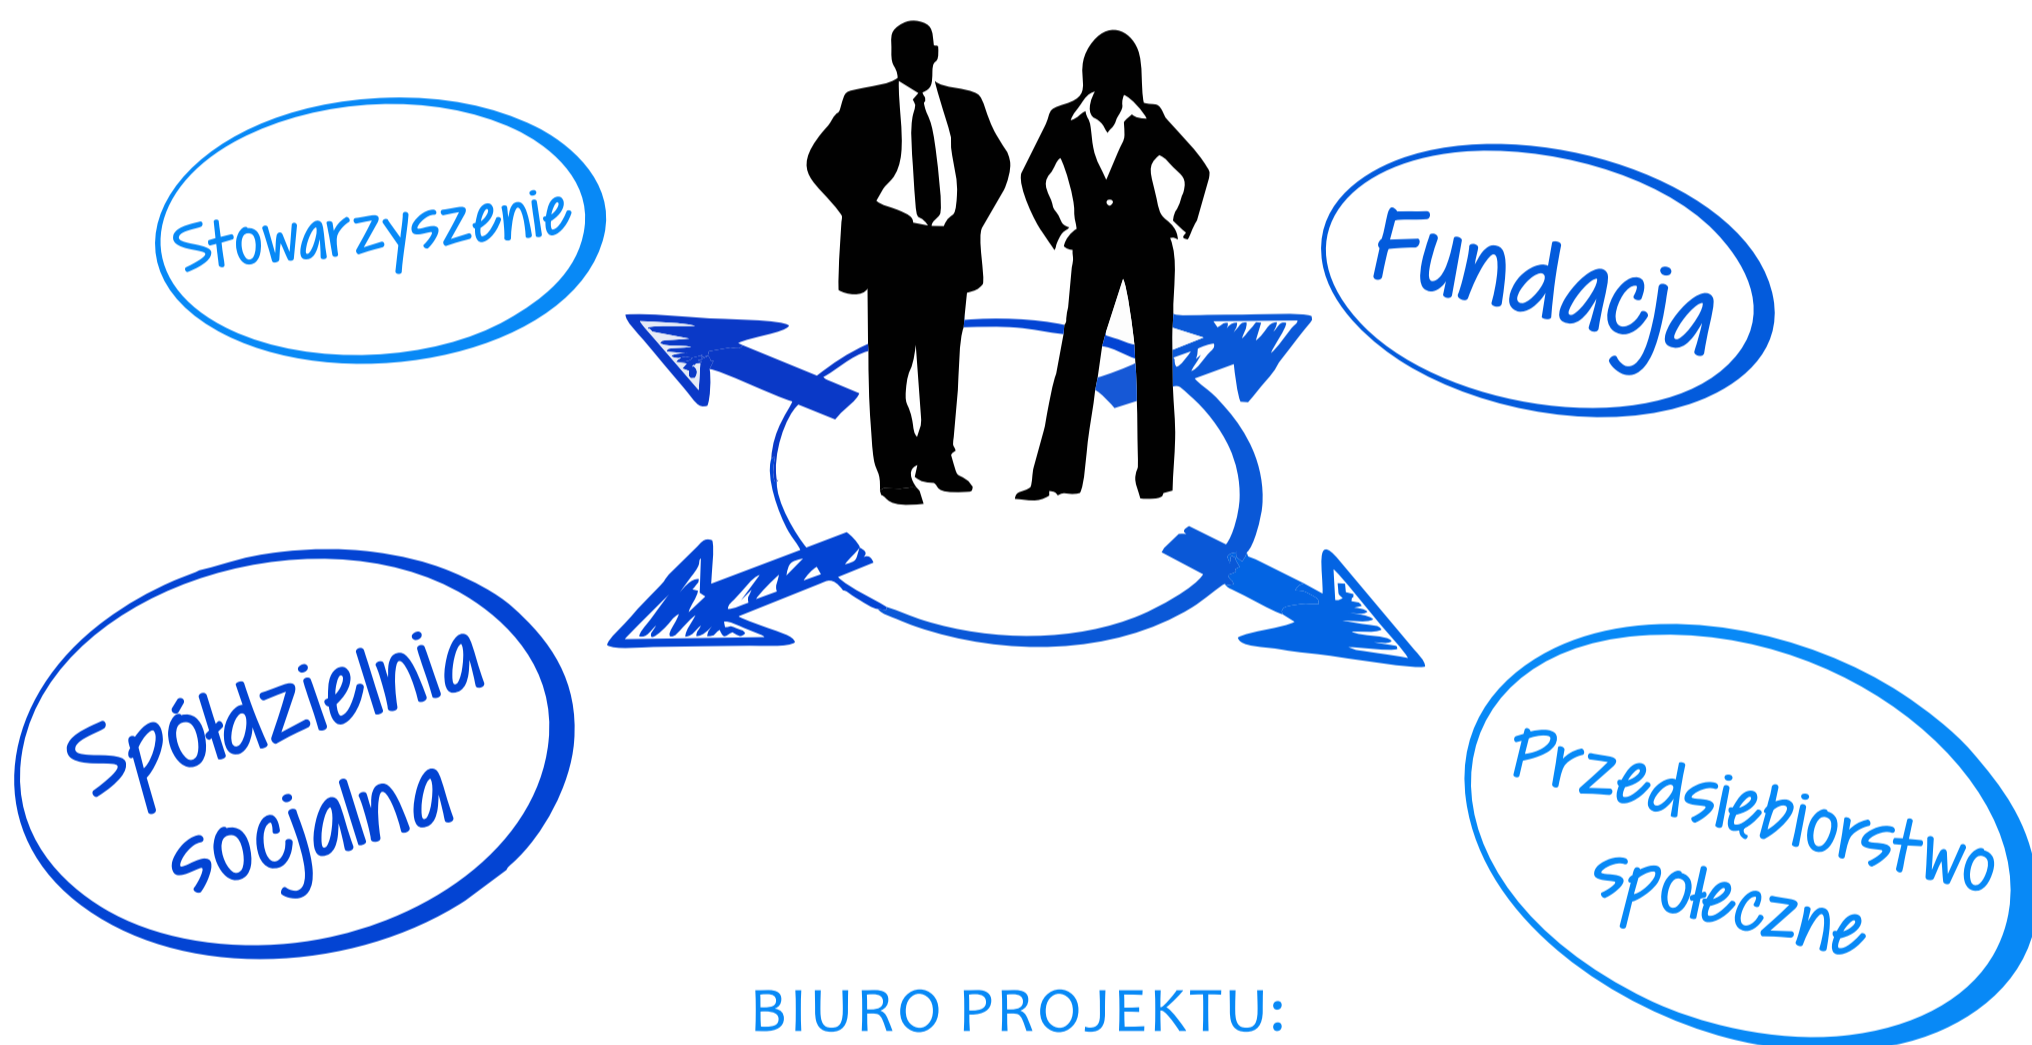 Stowarzyszenie
Fundacja
Spółdzielnia
socjalna
Przedsiębiorstwo
społeczne
BIURO PROJEKTU: